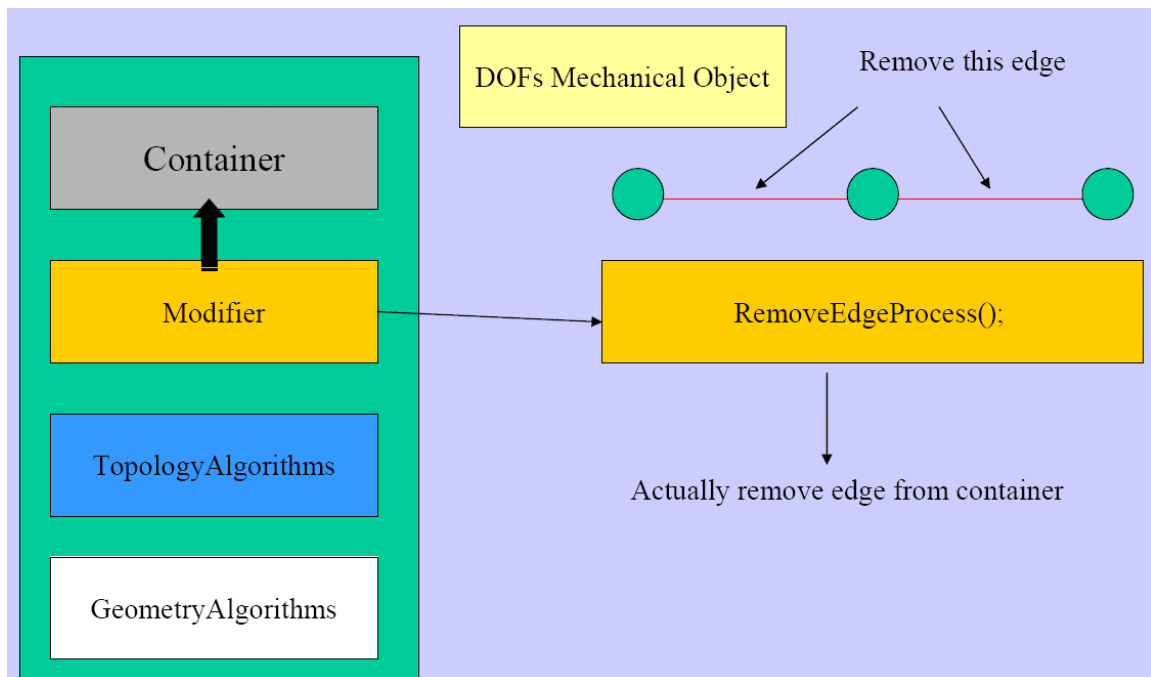 Container
Modifier
TopologyAlgorithms
GeometryAlgorithms
DOFs Mechanical Object
Remove this edge
RemoveEdgeProcess();
Actually remove edge from container